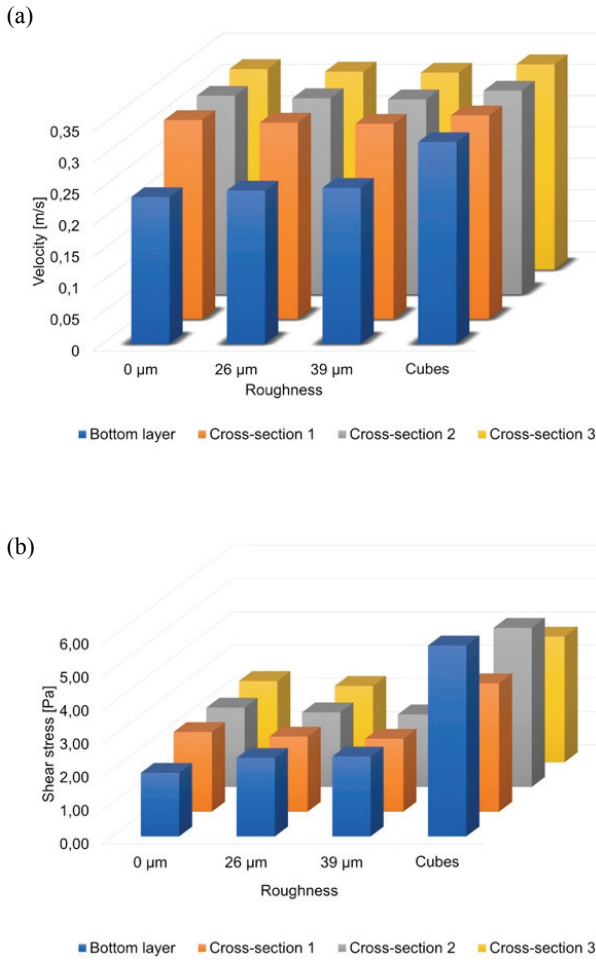 (a)
0,35
0,3
0,25
0,2
0,15
0,1
0,05
0
Velocity [m/s]
0 µm 26 µm 39 µm Cubes
Roughness
Bottom layer Cross-section 1 Cross-section 2 Cross-section 3
(b)
6,00
5,00
4,00
3,00
2,00
1,00
0,00
Shear stress [Pa]
0 µm 26 µm 39 µm Cubes
Roughness
Bottom layer Cross-section 1 Cross-section 2 Cross-section 3